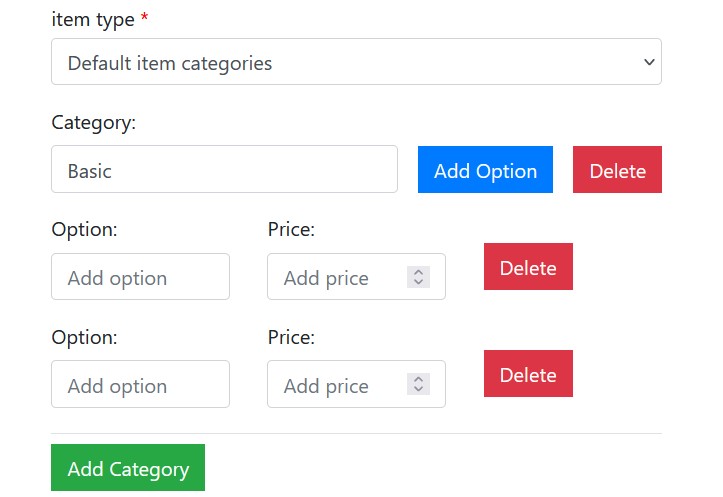 item type *
Default item categories
Category:
Basic Add Option Delete
Option: Price:
Add option Add price Delete
Option: Price:
Add option Add price Delete
Add Category